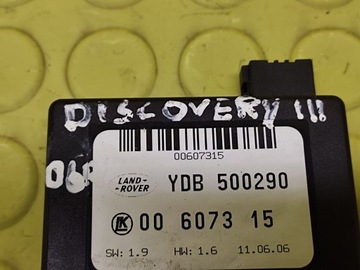 DISCOVERY III
00607315
LAND-
ROVER
YDB 500290
00 6073 15
SW: 1.9 HW: 1.6 11.06.06